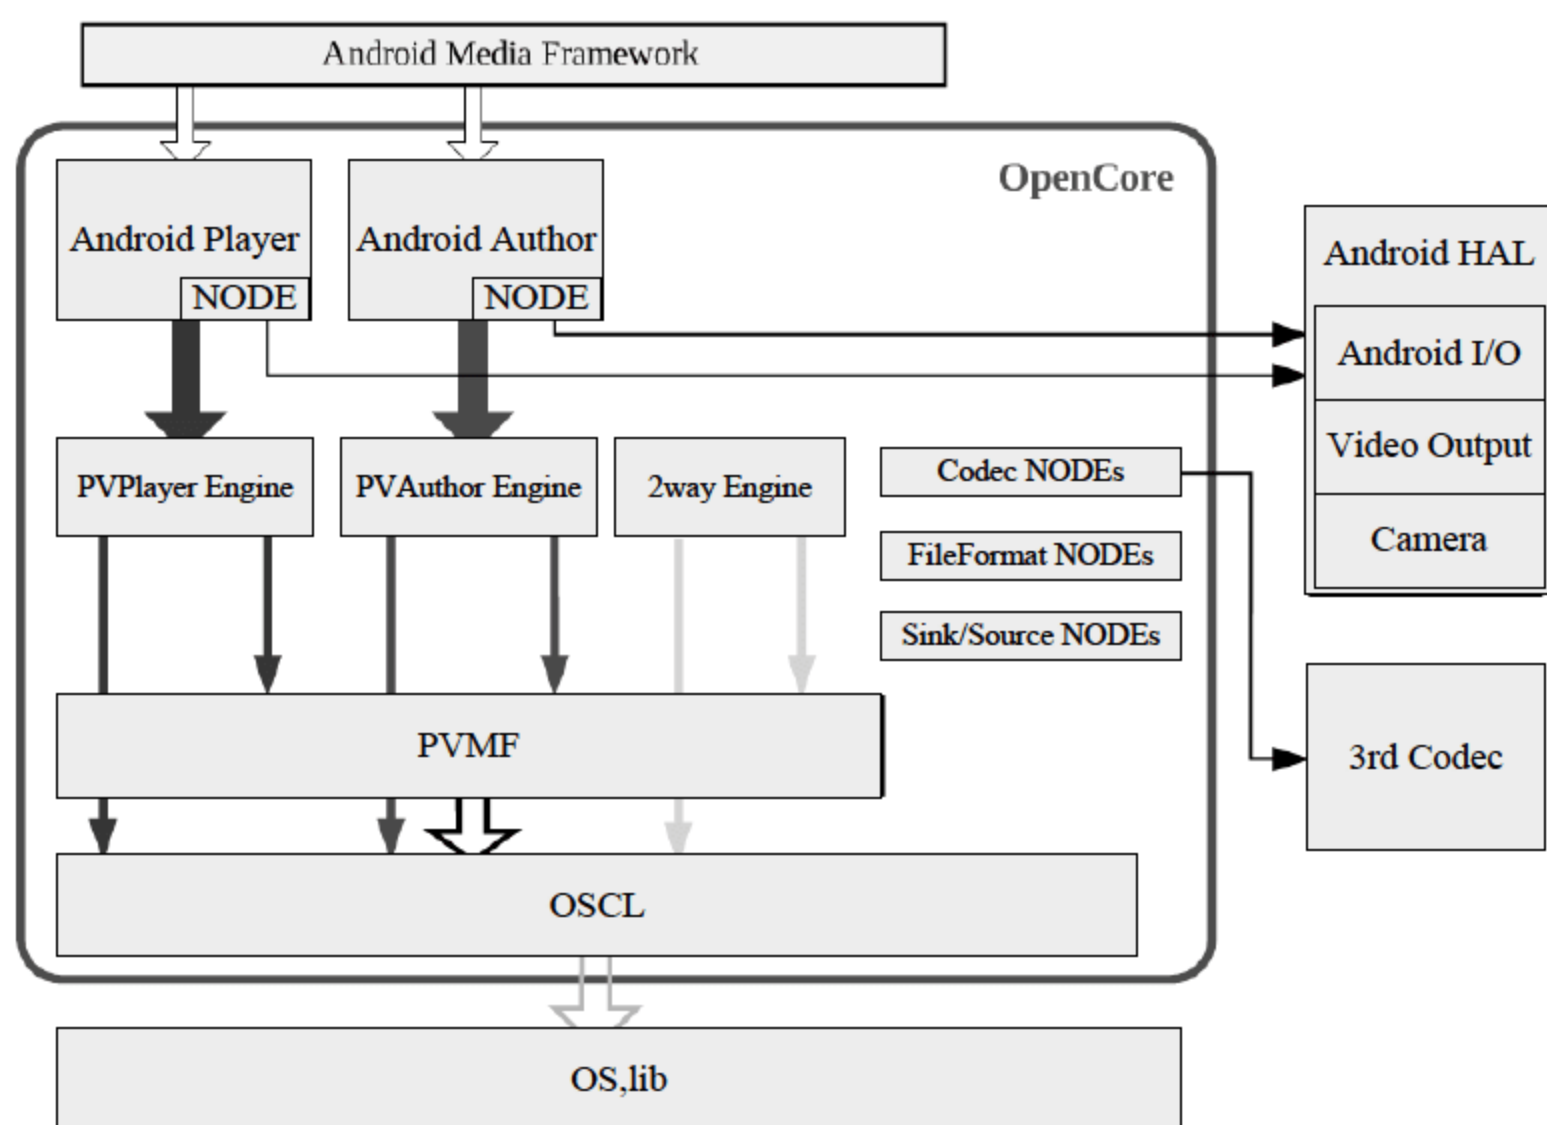 Android Media Framework
OpenCore
Android Player
NODE
Android Author
NODE
Android HAL
Android I/O
Video Output
Camera
PVPlayer Engine
PVAuthor Engine
2way Engine
Codec NODEs
FileFormat NODEs
Sink/Source NODEs
PVMF
3rd Codec
OSCL
OS,lib